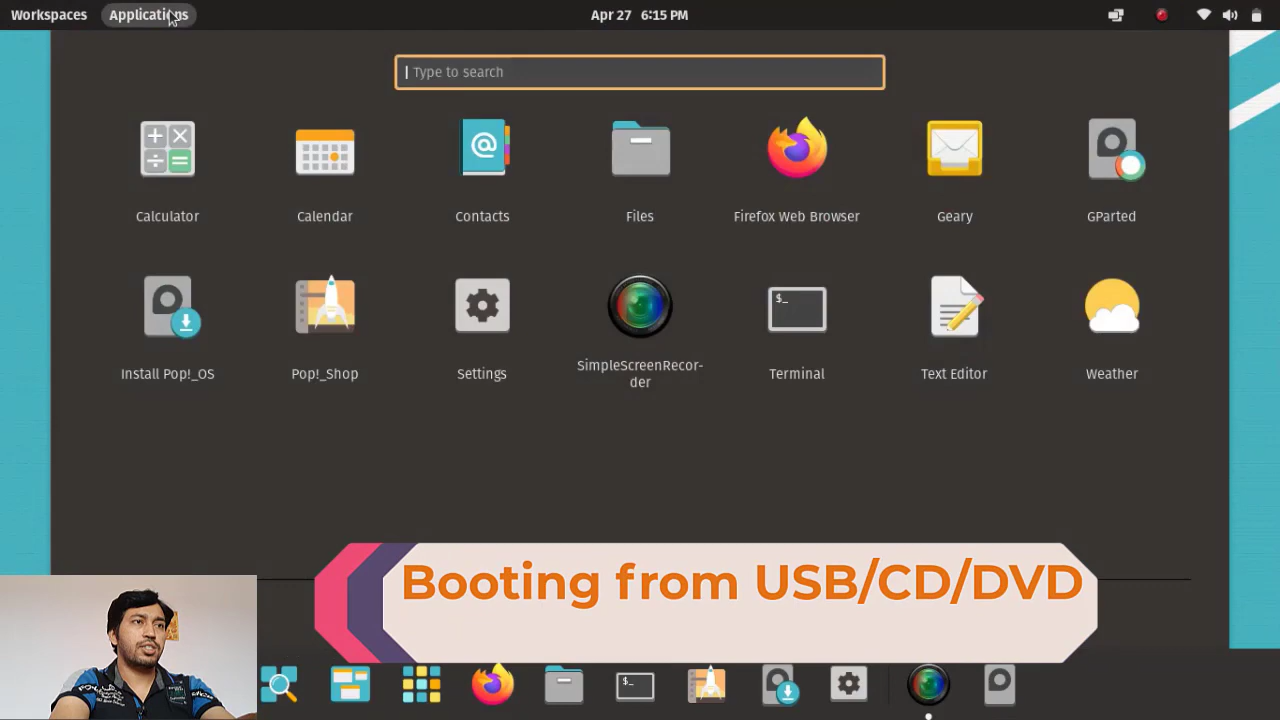 Workspaces
Applications
Apr 27 6:15 PM
Type to search
Calculator
Calendar
Contacts
Files
Firefox Web Browser
Geary
GParted
Install Pop!_OS
Pop!_Shop
Settings
SimpleScreenRecor-
der
$_
Terminal
Text Editor
Weather
Booting from USB/CD/DVD
$_